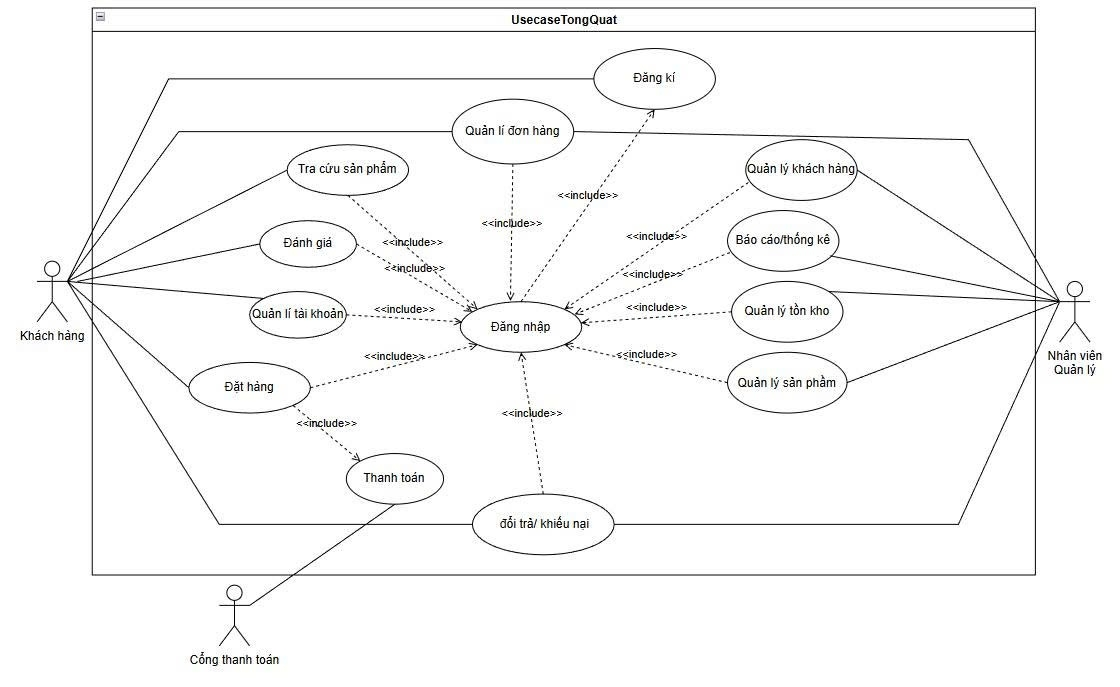 UsecaseTongQuat
Đăng kí
Quản lí đơn hàng
Tra cứu sản phẩm
Quản lý khách hàng
<<include>>
<<include>>
<<include>>
<<include>>
Đánh giá
Báo cáo/thống kê
<<include>>
<<include>>
Quản lí tài khoản
<<include>>
<<include>>
Quản lý tồn kho
Đăng nhập
Khách hàng
Nhân viên
Quản lý
<<include>>
<<include>>
Đặt hàng
Quản lý sản phẩm
<<include>>
<<include>>
Thanh toán
đổi trả/ khiếu nại
Cổng thanh toán